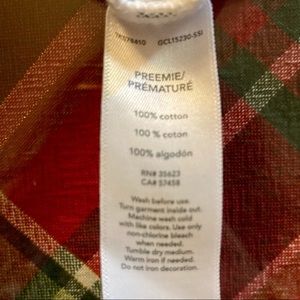 GCL15230-SSI
PREEMIE/
PRÉMATURÉ
100% cotton
100 % coton
100% algodón
RN# 35623
CA# 57458
Wash before use.
Turn garment inside out.
Machine wash cold
with like colors. Use only
non-chlorine bleach
when needed.
Tumble dry medium.
Warm iron if needed.
Do not iron decoration.